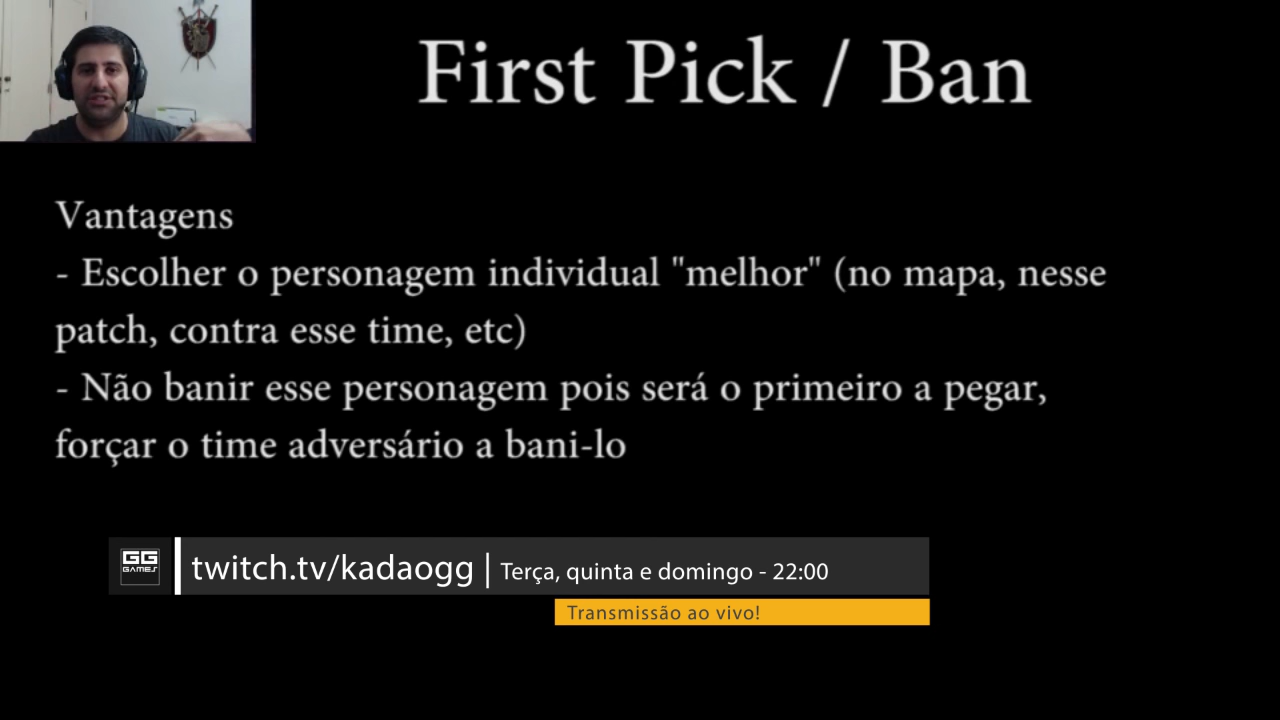 First Pick / Ban
Vantagens
- Escolher o personagem individual "melhor" (no mapa, nesse
patch, contra esse time, etc)
- Não banir esse personagem pois será o primeiro a pegar,
forçar o time adversário a bani-lo
GG
GAMES
twitch.tv/kadaogg | Terça, quinta e domingo - 22:00
Transmissão ao vivo!